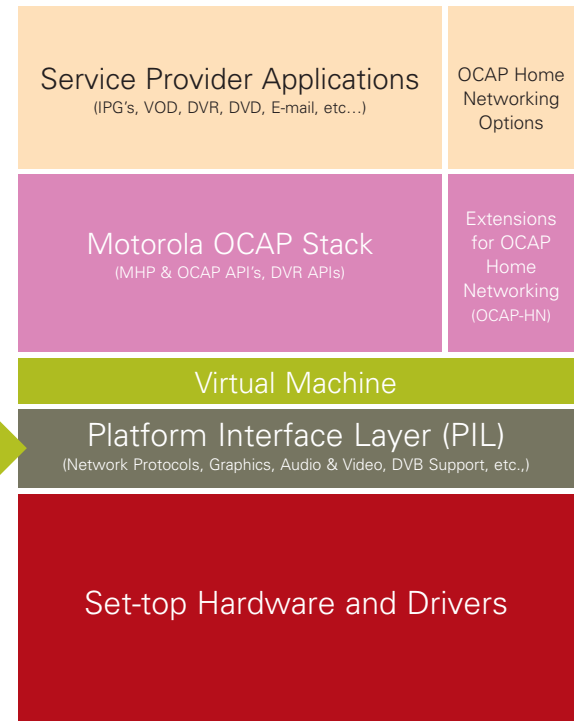 Service Provider Applications
(IPG's, VOD, DVR, DVD, E-mail, etc…)
OCAP Home
Networking
Options
Motorola OCAP Stack
(MHP & OCAP API's, DVR APIs)
Extensions
for OCAP
Home
Networking
(OCAP-HN)
Virtual Machine
Platform Interface Layer (PIL)
(Network Protocols, Graphics, Audio & Video, DVB Support, etc.,)
Set-top Hardware and Drivers